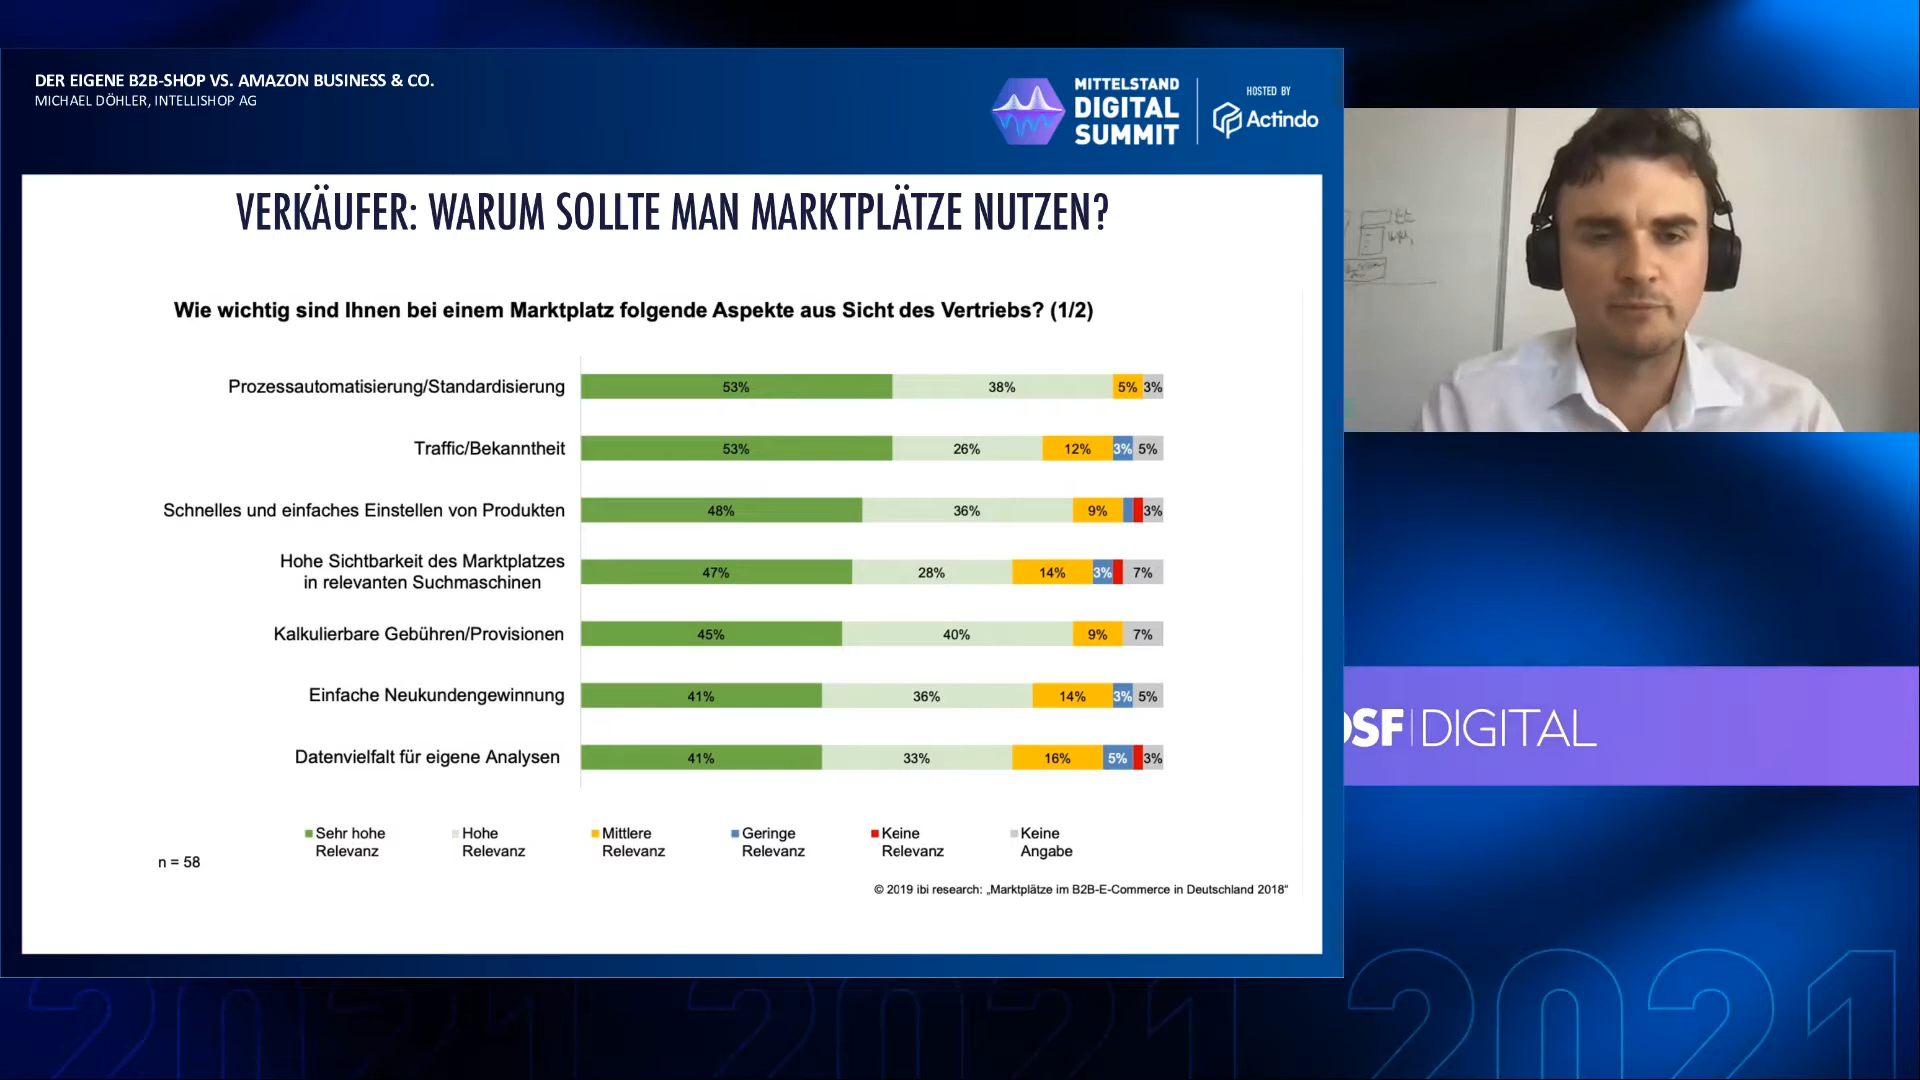 DER EIGENE B2B-SHOP VS. AMAZON BUSINESS & CO.
MICHAEL DÖHLER, INTELLISHOP AG
MITTELSTAND
DIGITAL
SUMMIT
HOSTED BY
Actindo
VERKÄUFER: WARUM SOLLTE MAN MARKTPLÄTZE NUTZEN?
Wie wichtig sind Ihnen bei einem Marktplatz folgende Aspekte aus Sicht des Vertriebs? (1/2)
Prozessautomatisierung/Standardisierung 53% 38% 5% 3%
Traffic/Bekanntheit 53% 26% 12% 3% 5%
Schnelles und einfaches Einstellen von Produkten 48% 36% 9% 3%
Hohe Sichtbarkeit des Marktplatzes
in relevanten Suchmaschinen 47% 28% 14% 3% 7%
Kalkulierbare Gebühren/Provisionen 45% 40% 9% 7%
Einfache Neukundengewinnung 41% 36% 14% 3% 5%
Datenvielfalt für eigene Analysen 41% 33% 16% 5% 3%
Sehr hohe Relevanz
Hohe Relevanz
Mittlere Relevanz
Geringe Relevanz
Keine Relevanz
Keine Angabe
n = 58
© 2019 ibi research: „Marktplätze im B2B-E-Commerce in Deutschland 2018"
OSF DIGITAL
2021 2021 2021